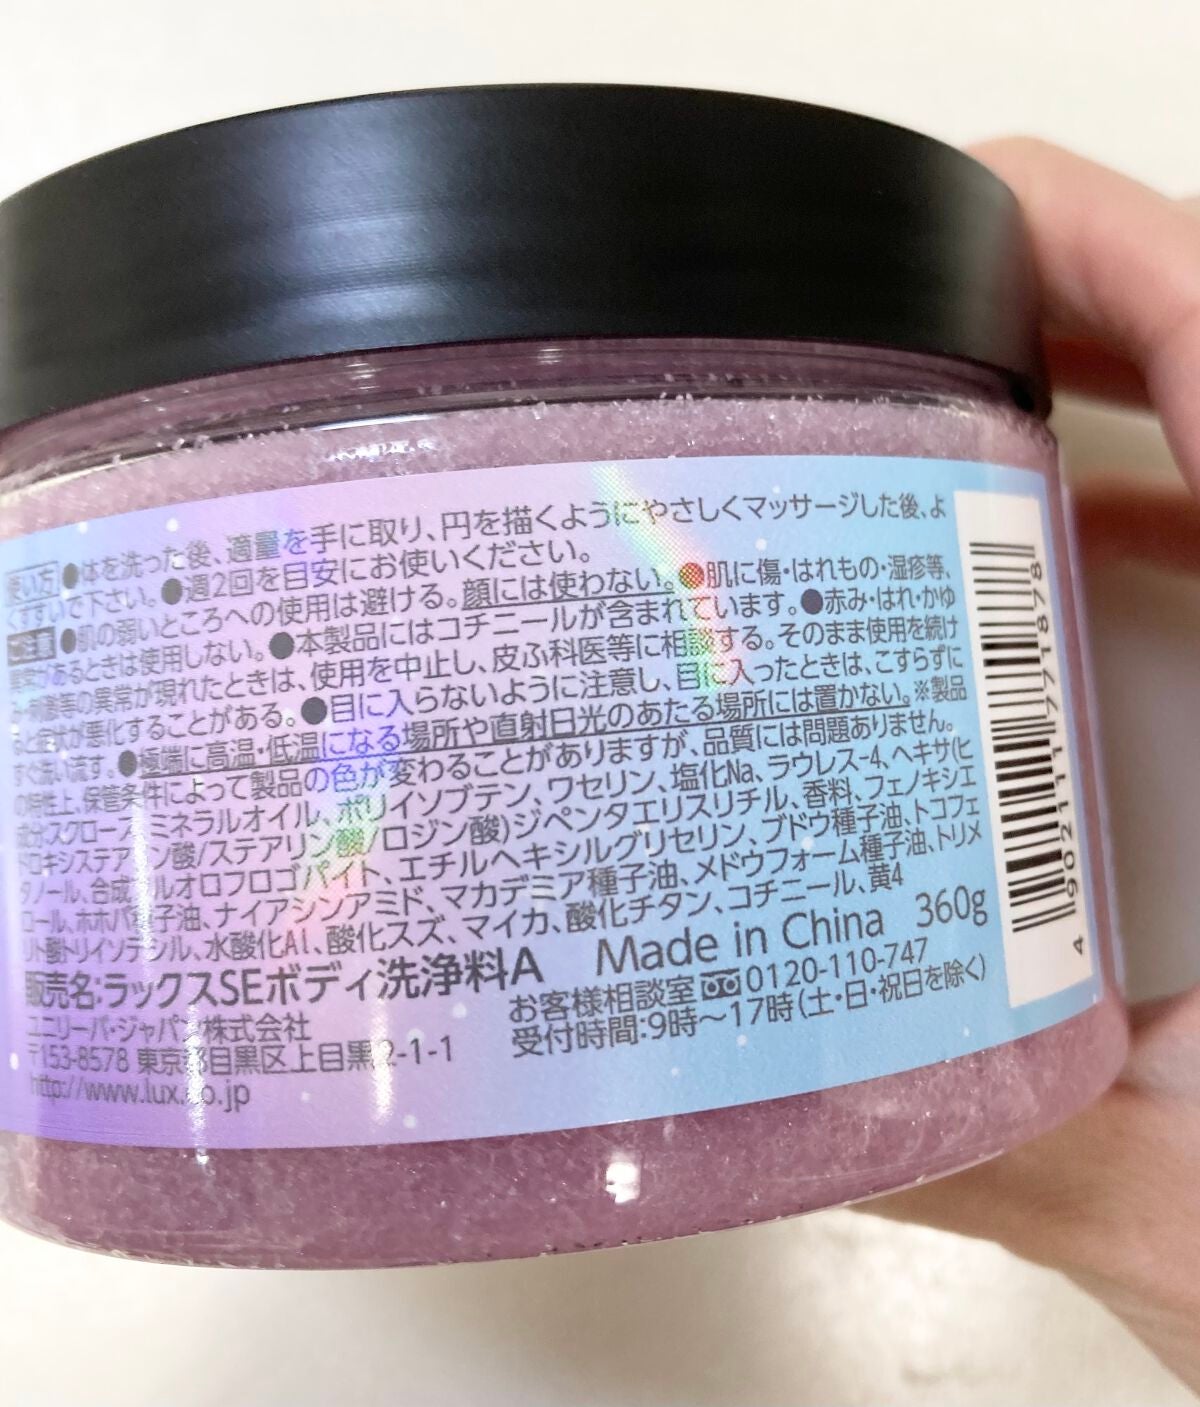 使い方 ●体を洗った後、適量を手に取り、円を描くようにやさしくマッサージした後、よ
くすすいで下さい。●週2回を目安にお使いください。
ご注意 ●肌の弱いところへの使用は避ける。顔には使わない。●肌に傷・はれもの・湿疹等、
異常があるときは使用しない。●本製品にはコチニールが含まれています。●赤み・はれ・かゆ
み・刺激等の異常が現れたときは、使用を中止し、皮ふ科医等に相談する。そのまま使用を続け
ると症状が悪化することがある。●目に入らないように注意し、目に入ったときは、こすらずに
すぐ洗い流す。●極端に高温・低温になる場所や直射日光のあたる場所には置かない。※製品
の特性上、保管条件によって製品の色が変わることがありますが、品質には問題ありません。
成分:スクロース、ミネラルオイル、ポリイソブテン、ワセリン、塩化Na、ラウレス-4、ヘキサ(ヒ
ドロキシステアリン酸/ステアリン酸/ロジン酸)ジペンタエリスリチル、香料、フェノキシエ
タノール、合成フルオロフロゴパイト、エチルヘキシルグリセリン、ブドウ種子油、トコフェ
ロール、ホホバ種子油、ナイアシンアミド、マカデミア種子油、メドウフォーム種子油、トリメ
リト酸トリイソデシル、水酸化Al、酸化スズ、マイカ、酸化チタン、コチニール、黄4
販売名:ラックスSEボディ洗浄料A Made in China 360g
ユニリーバ・ジャパン株式会社
〒153-8578 東京都目黒区上目黒2-1-1
http://www.lux.co.jp
お客様相談室 0120-110-747
受付時間:9時〜17時(土・日・祝日を除く)
4 902111 771878